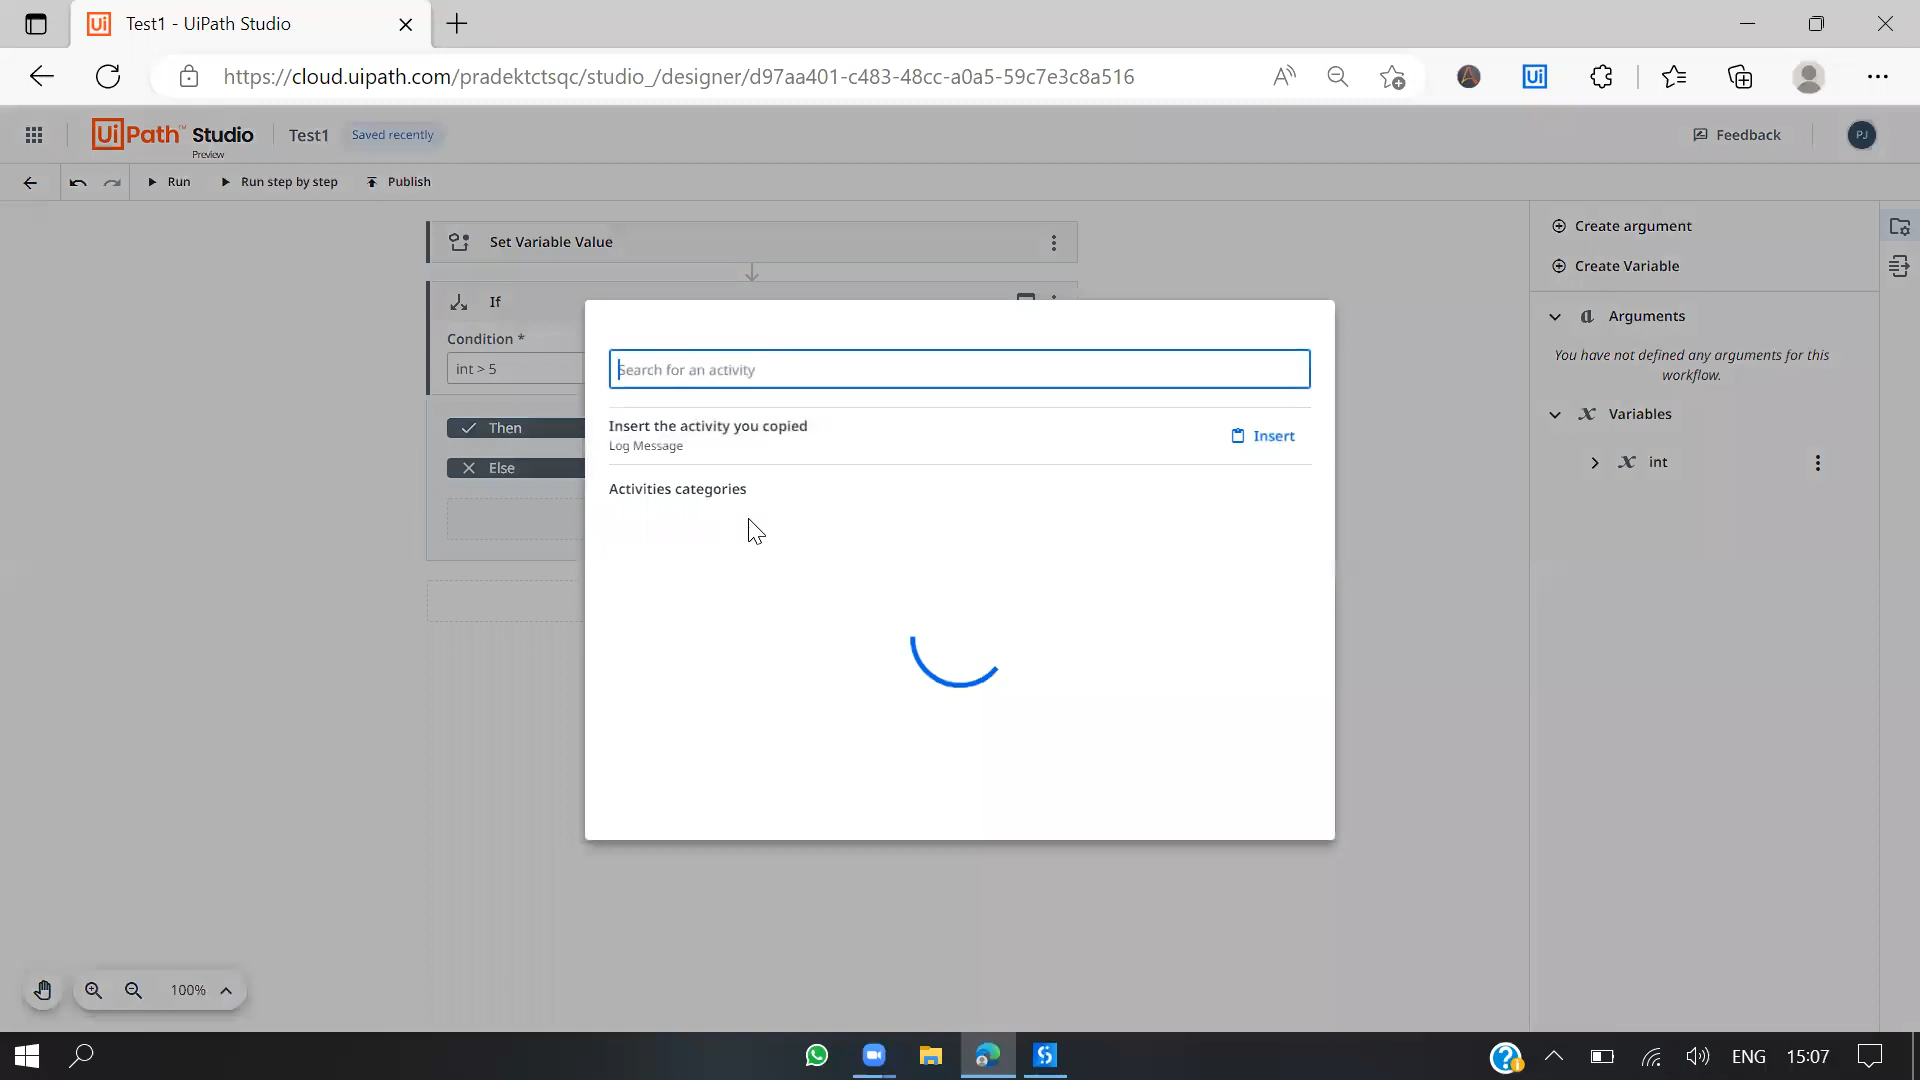 Test1 - UiPath Studio
https://cloud.uipath.com/pradektctsqc/studio_/designer/d97aa401-c483-48cc-a0a5-59c7e3c8a516
UiPath™ Studio
Preview
Test1
Saved recently
Feedback
PJ
Run
Run step by step
Publish
Set Variable Value
If
Condition *
int > 5
Then
Else
Search for an activity
Insert the activity you copied
Log Message
Insert
Activities categories
Create argument
Create Variable
Arguments
You have not defined any arguments for this
workflow.
Variables
int
100%
ENG
15:07